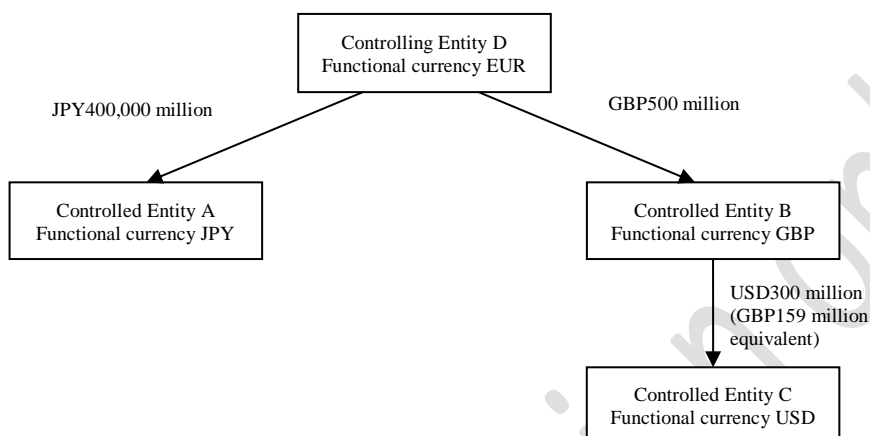 Controlling Entity D
Functional currency EUR
JPY400,000 million
GBP500 million
Controlled Entity A
Functional currency JPY
Controlled Entity B
Functional currency GBP
USD300 million
(GBP159 million
equivalent)
Controlled Entity C
Functional currency USD